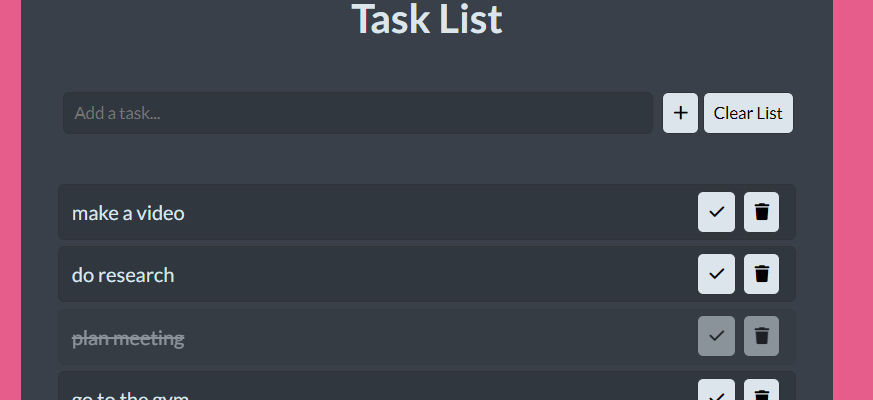 Task List
Add a task...
+ Clear List
make a video
do research
plan meeting
go to the gym